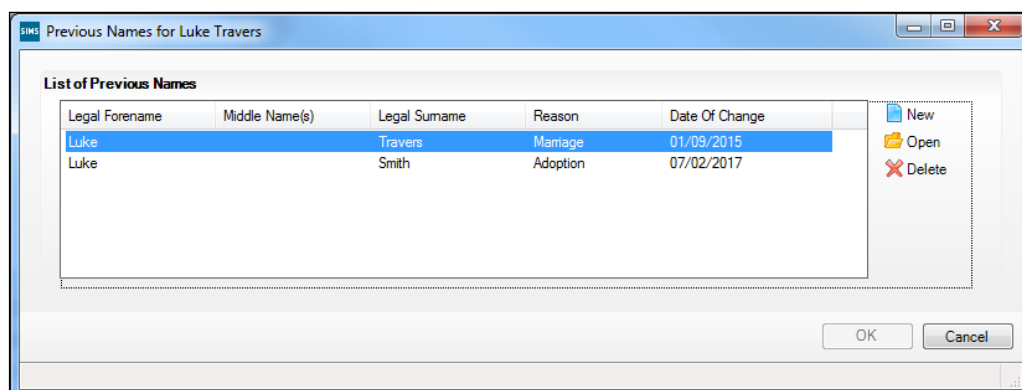 SIMS Previous Names for Luke Travers
List of Previous Names
Legal Forename Middle Name(s) Legal Surname Reason Date Of Change
Luke Travers Marriage 01/09/2015
Luke Smith Adoption 07/02/2017
New
Open
Delete
OK Cancel